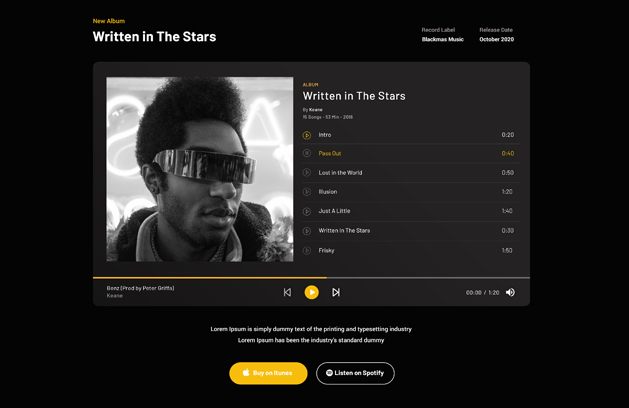 New Album
Written in The Stars
Record Label
Blackmas Music
Release Date
October 2020
ALBUM
Written in The Stars
By Keane
15 Songs - 53 Min - 2018
Intro 0:20
Pass Out 0:40
Lost in the World 0:50
Illusion 1:20
Just A Little 1:40
Written In The Stars 0:30
Frisky 1:50
Benz (Prod by Peter Griffs)
Keane
00:00 / 1:20
Lorem Ipsum is simply dummy text of the printing and typesetting industry
Lorem Ipsum has been the industry's standard dummy
Buy on itunes
Listen on Spotify